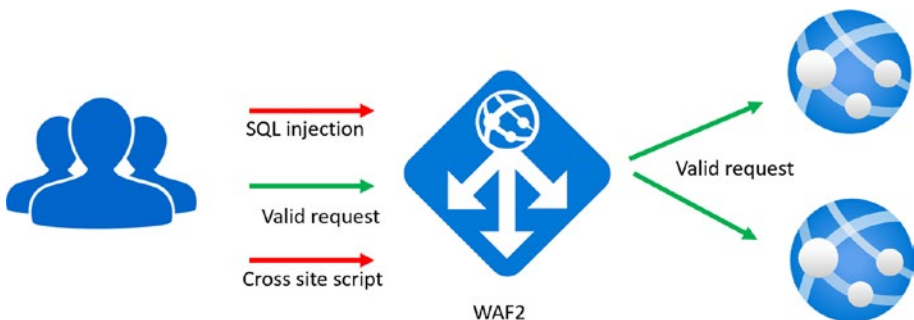 SQL injection
Valid request
Cross site script
WAF2
Valid request